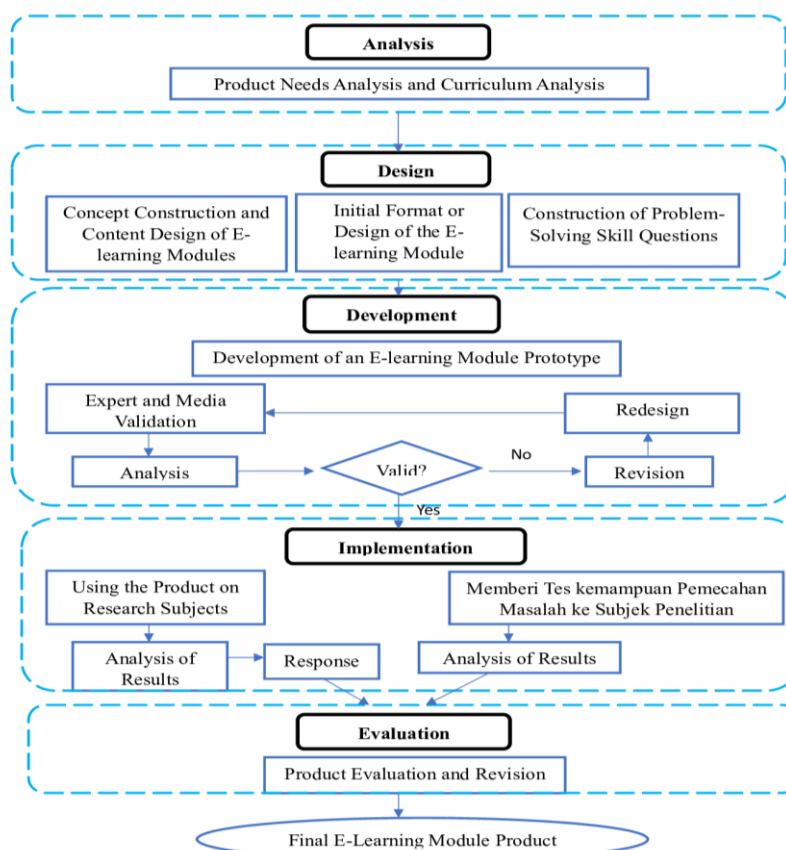 Analysis
Product Needs Analysis and Curriculum Analysis
Design
Concept Construction and
Content Design of E-
learning Modules
Initial Format or
Design of the E-
learning Module
Construction of Problem-
Solving Skill Questions
Development
Development of an E-learning Module Prototype
Expert and Media
Validation
Redesign
Analysis
Valid?
No
Revision
Yes
Implementation
Using the Product on
Research Subjects
Memberi Tes kemampuan Pemecahan
Masalah ke Subjek Penelitian
Analysis of
Results
Response
Analysis of Results
Evaluation
Product Evaluation and Revision
Final E-Learning Module Product